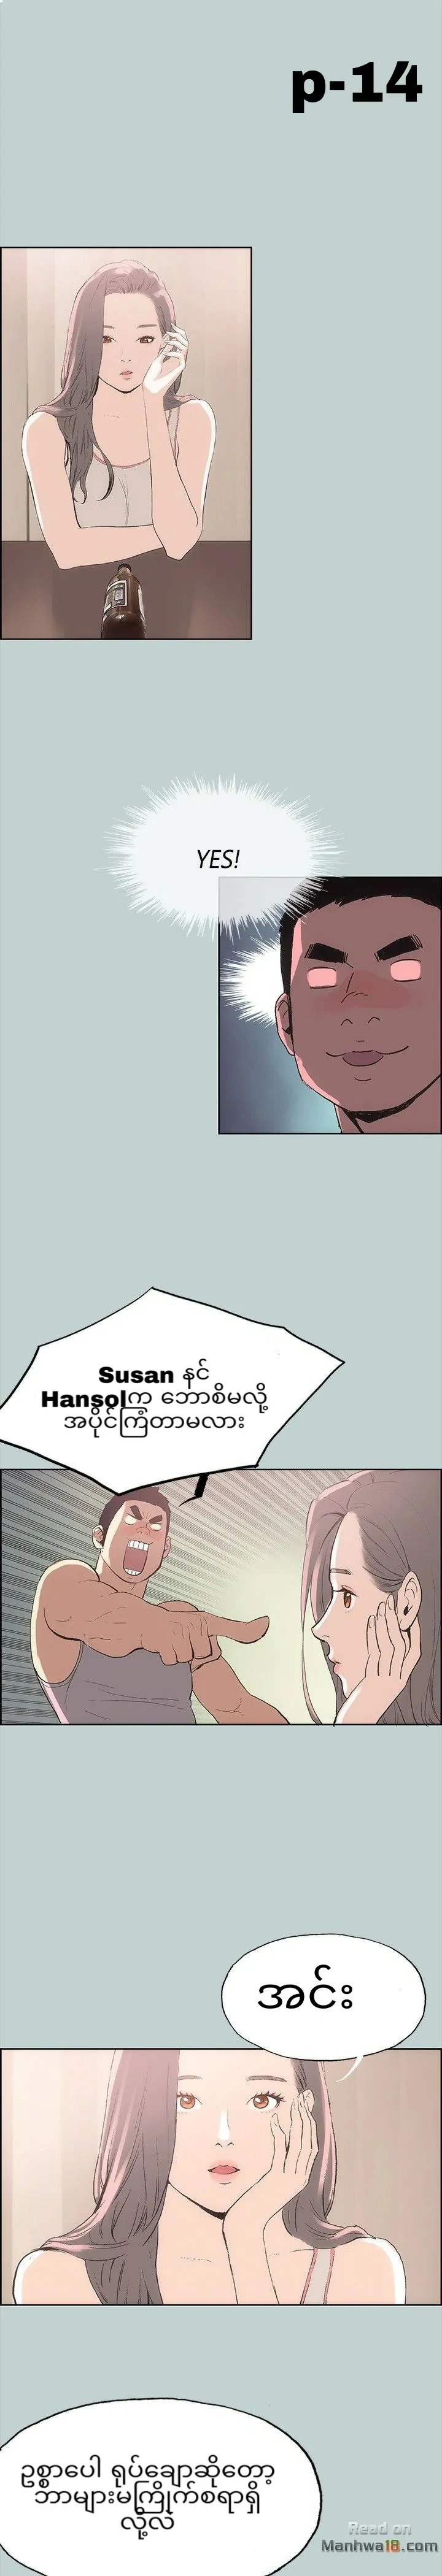 p-14
YES!
Susan နင်
Hansolက ဘောစိမလို့
အပိုင်ကြံတာမလား
အင်း
ဥစ္စာပေါ ရုပ်ချောဆိုတော့
ဘာများမကြိုက်စရာရှိ
လို့လဲ
Read on
Manhwa18.com